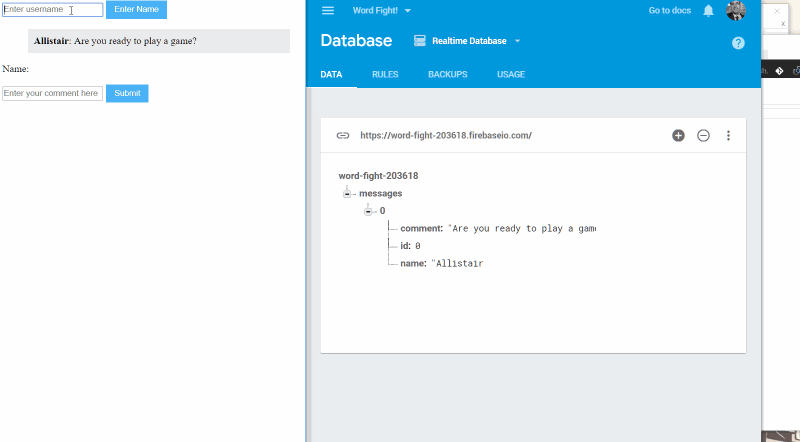 Enter username
Enter Name
Allistair: Are you ready to play a game?
Name:
Enter your comment here
Submit
Word Fight!
Go to docs
Database
Realtime Database
?
DATA
RULES
BACKUPS
USAGE
https://word-fight-203618.firebaseio.com/
word-fight-203618
messages
0
comment: "Are you ready to play a game
id: 0
name: "Allistair